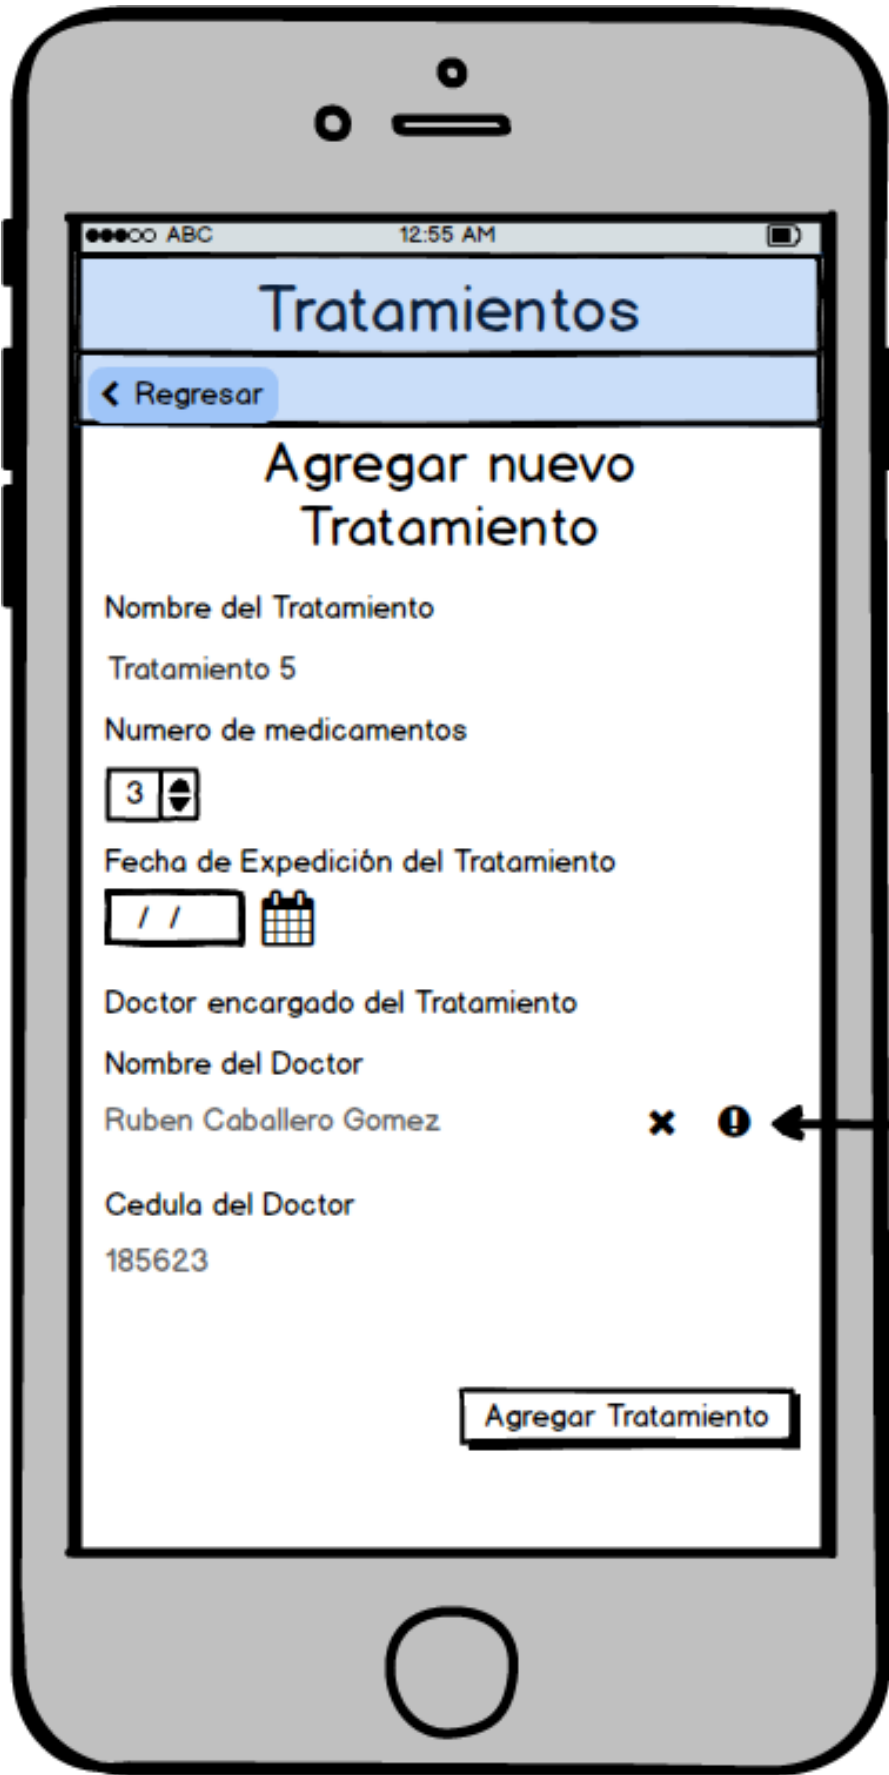 ABC 12:55 AM
Tratamientos
Regresar
Agregar nuevo
Tratamiento
Nombre del Tratamiento
Tratamiento 5
Numero de medicamentos
3
Fecha de Expedición del Tratamiento
/ /
Doctor encargado del Tratamiento
Nombre del Doctor
Ruben Caballero Gomez
Cedula del Doctor
185623
Agregar Tratamiento